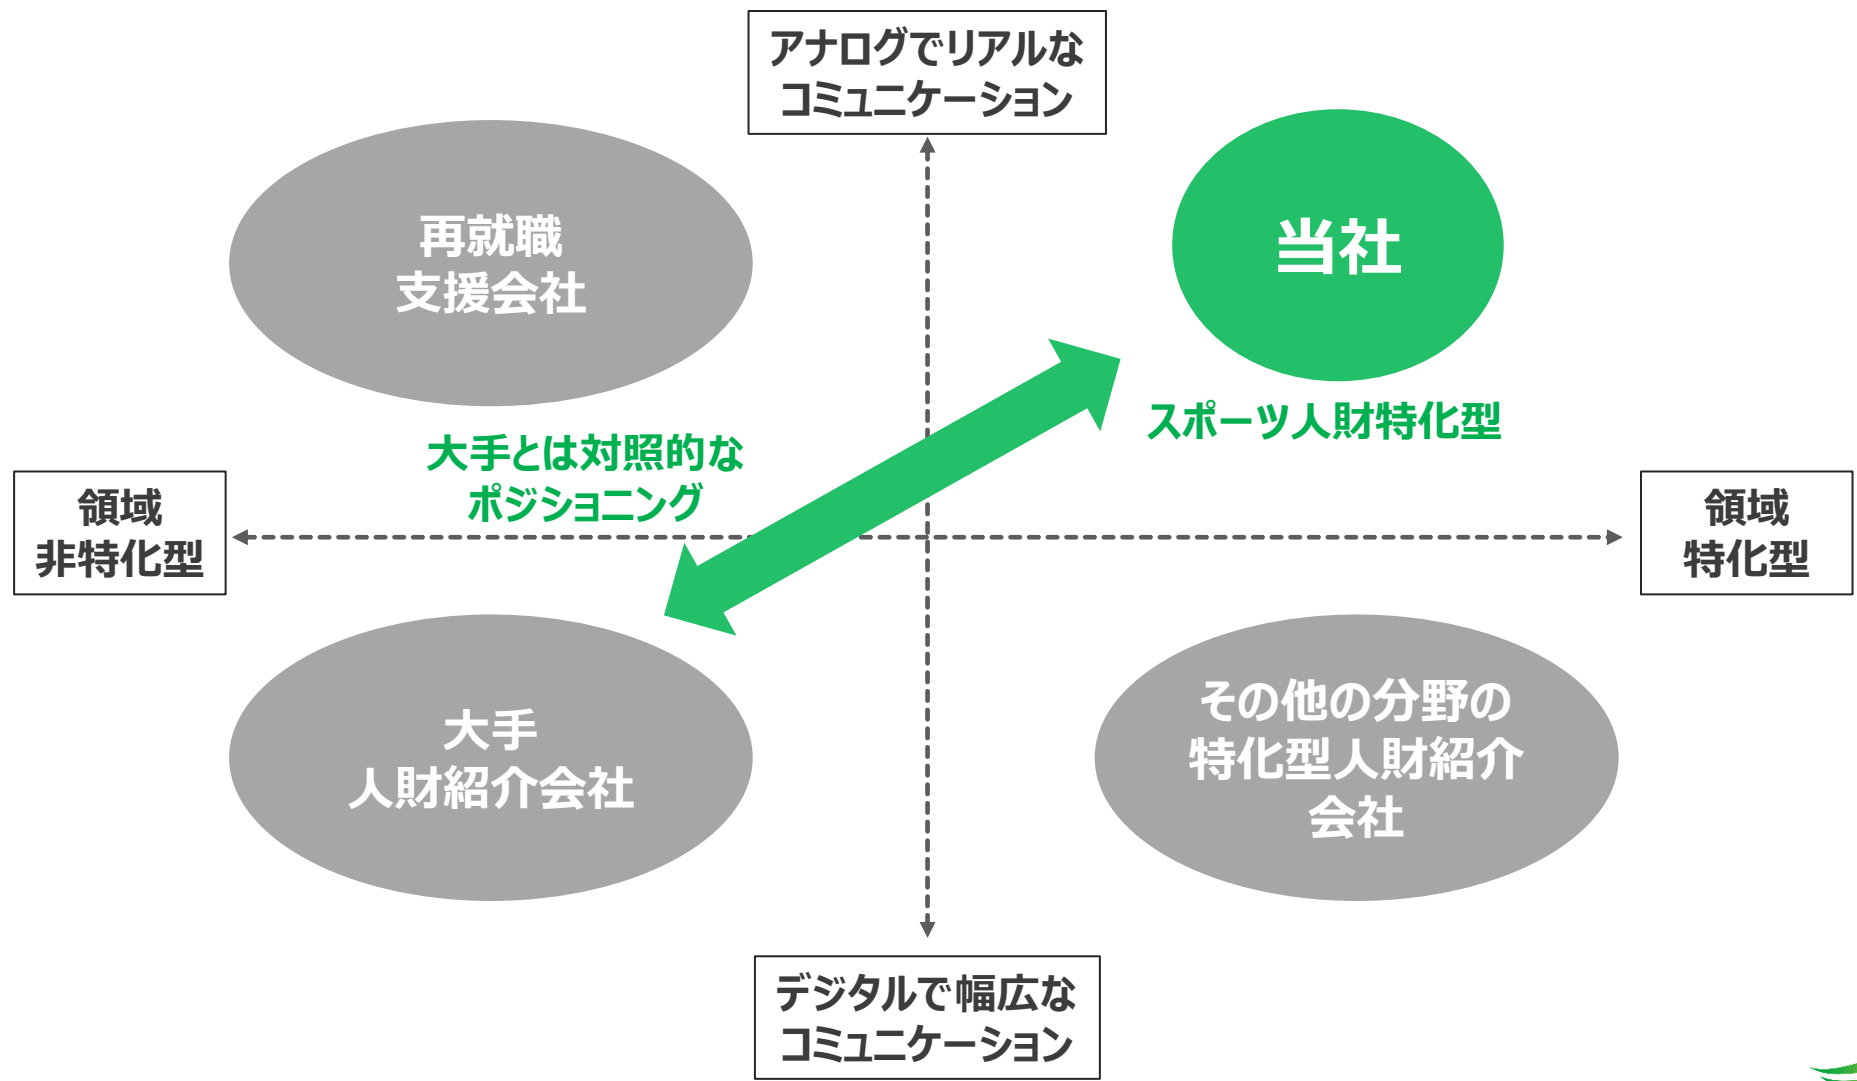 アナログでリアルな
コミュニケーション
再就職
支援会社
当社
スポーツ人財特化型
大手とは対照的な
ポジショニング
領域
非特化型
領域
特化型
大手
人財紹介会社
その他の分野の
特化型人財紹介
会社
デジタルで幅広な
コミュニケーション